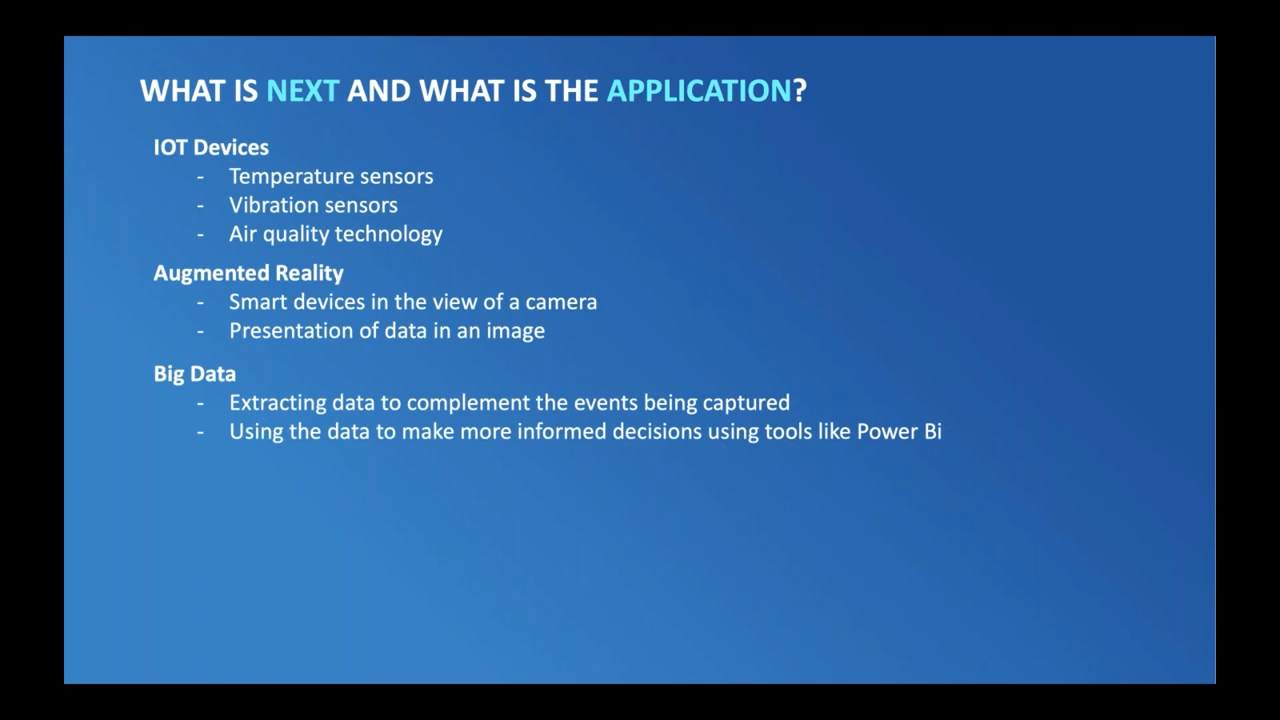 WHAT IS NEXT AND WHAT IS THE APPLICATION?
IOT Devices
- Temperature sensors
- Vibration sensors
- Air quality technology
Augmented Reality
- Smart devices in the view of a camera
- Presentation of data in an image
Big Data
- Extracting data to complement the events being captured
- Using the data to make more informed decisions using tools like Power Bi